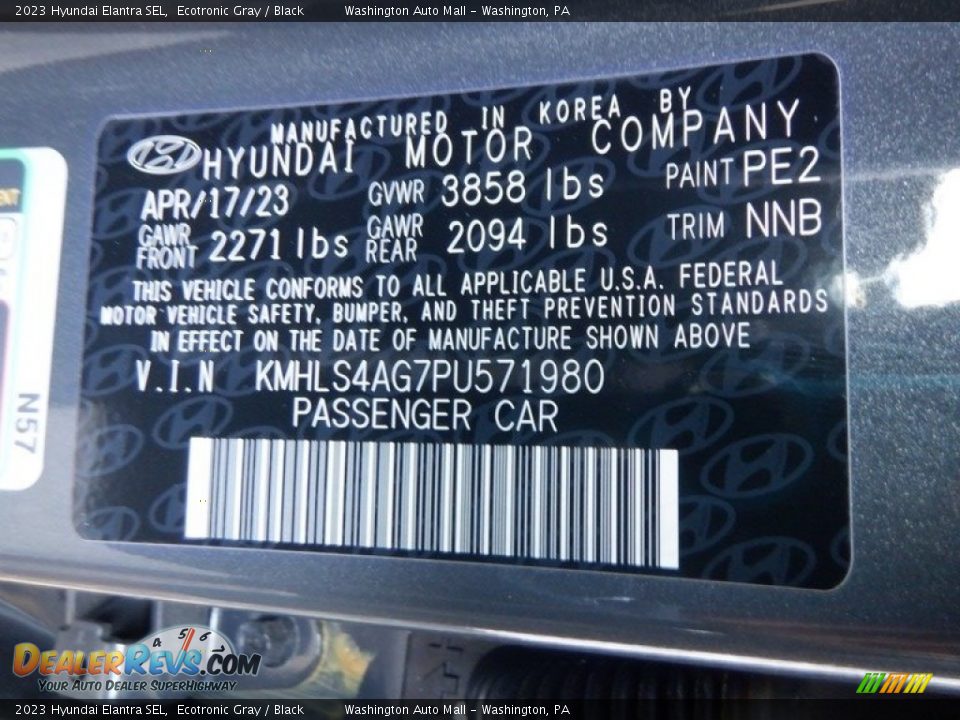 2023 Hyundai Elantra SEL, Ecotronic Gray / Black Washington Auto Mall - Washington, PA
MANUFACTURED IN KOREA BY
HYUNDAI MOTOR COMPANY
APR/17/23 GVWR 3858 lbs PAINT PE2
GAWR FRONT 2271 lbs GAWR REAR 2094 lbs TRIM NNB
THIS VEHICLE CONFORMS TO ALL APPLICABLE U.S.A. FEDERAL
MOTOR VEHICLE SAFETY, BUMPER, AND THEFT PREVENTION STANDARDS
IN EFFECT ON THE DATE OF MANUFACTURE SHOWN ABOVE
V.I.N KMHLS4AG7PU571980
PASSENGER CAR
N57
4 5 6
DealerRevs.com
Your Auto Dealer SuperHighway
2023 Hyundai Elantra SEL, Ecotronic Gray / Black Washington Auto Mall - Washington, PA